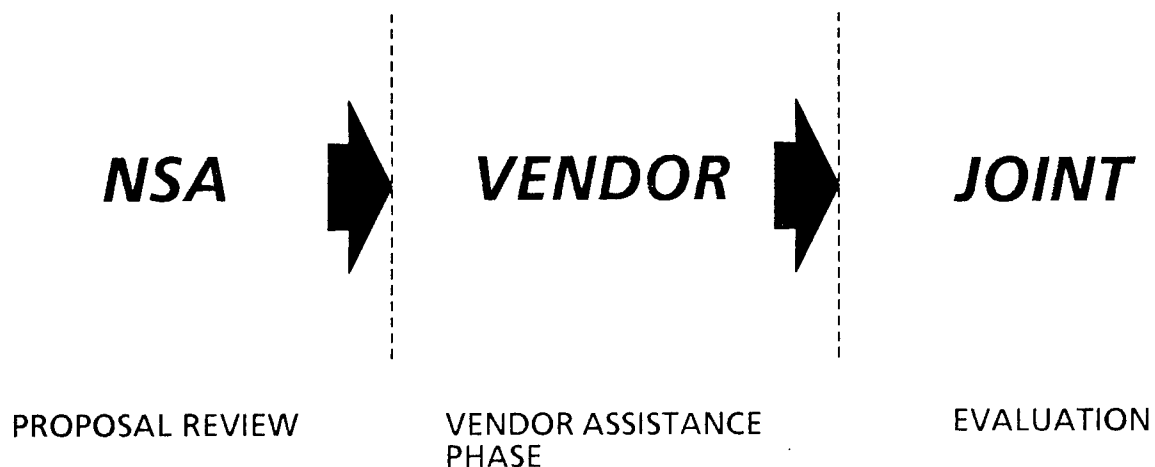 NSA
VENDOR
JOINT
PROPOSAL REVIEW
VENDOR ASSISTANCE
PHASE
EVALUATION